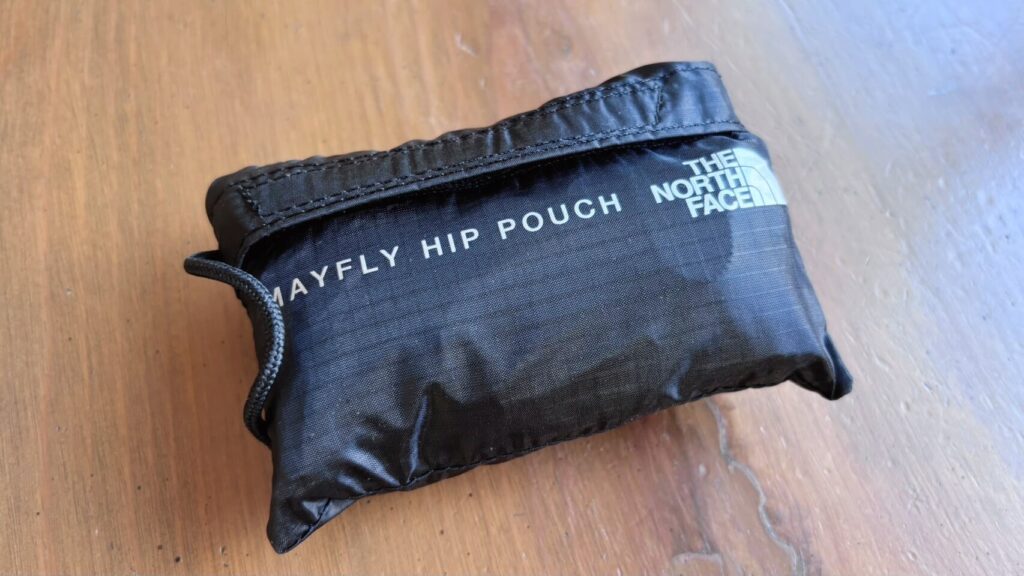 MAYFLY HIP POUCH
THE
NORTH
FACE